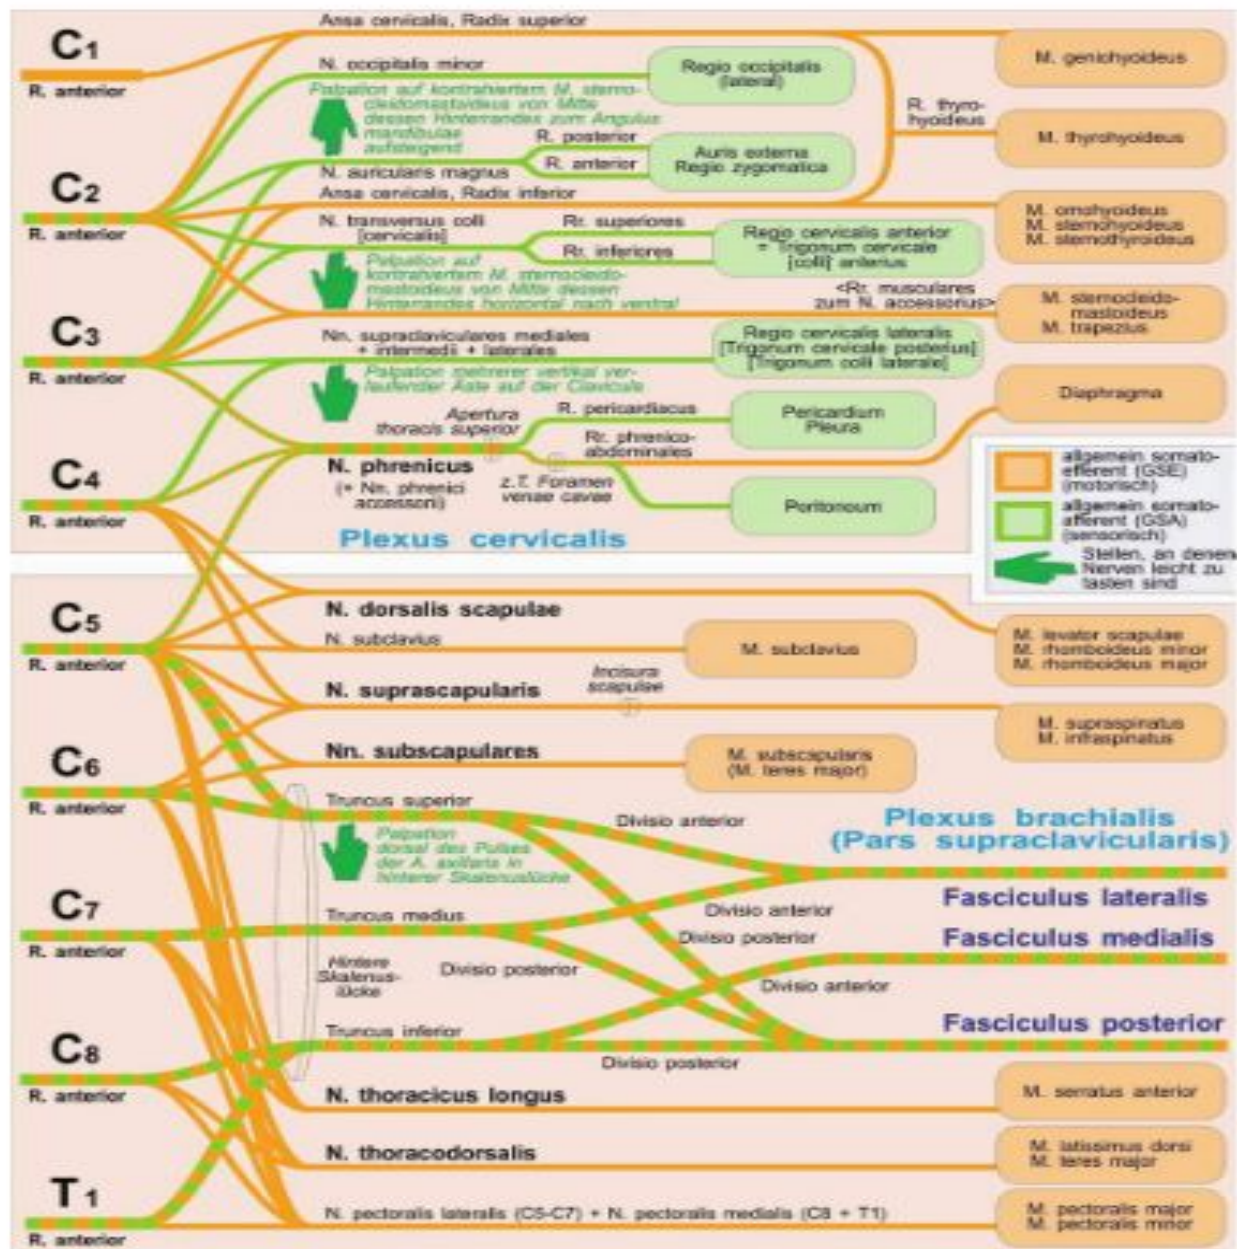 Ansa cervicalis, Radix superior
C1
R. anterior
M. geniohyoideus
N. occipitalis minor
Regio occipitalis
(lateral)
Palpation auf kontrahiertem M. sterno-
cleidomastoideus von Mitte
dessen Hinterrandes zum Angulus
mandibulae
aufsteigend
R. thyro-
hyoideus
M. thyrohyoideus
R. posterior
R. anterior
N. auricularis magnus
Auris externa
Regio zygomatica
C2
R. anterior
Ansa cervicalis, Radix inferior
M. omohyoideus
M. sternohyoideus
M. sternothyroideus
N. transversus colli
[cervicalis]
Rr. superiores
Rr. inferiores
Regio cervicalis anterior
= Trigonum cervicale
[colli] anterius
Palpation auf
kontrahiertem M. sternocleido-
mastoideus von Mitte dessen
Hinterrandes horizontal nach ventral
<Rr. musculares
zum N. accessorius>
M. sternocleido-
mastoideus
M. trapezius
C3
R. anterior
Nn. supraclaviculares mediales
+ intermedii + laterales
Regio cervicalis lateralis
[Trigonum cervicale posterius]
[Trigonum colli laterale]
Palpation mehrerer vertikal ver-
laufender Äste auf der Clavicula
Diaphragma
Apertura
thoracis superior
R. pericardiacus
Pericardium
Pleura
Rr. phrenico-
abdominales
C4
R. anterior
N. phrenicus
(+ Nn. phrenici
accessorii)
z.T. Foramen
venae cavae
Peritoneum
Plexus cervicalis
allgemein somato-
efferent (GSE)
(motorisch)
allgemein somato-
afferent (GSA)
(sensorisch)
Stellen, an denen
Nerven leicht zu
tasten sind
C5
R. anterior
N. dorsalis scapulae
M. levator scapulae
M. rhomboideus minor
M. rhomboideus major
N. subclavius
M. subclavius
N. suprascapularis
Incisura
scapulae
M. supraspinatus
M. infraspinatus
C6
R. anterior
Nn. subscapulares
M. subscapularis
(M. teres major)
Truncus superior
Divisio anterior
Plexus brachialis
(Pars supraclavicularis)
Palpation
dorsal des Pulses
der A. axillaris in
hinterer Skalenuslücke
C7
R. anterior
Fasciculus lateralis
Truncus medius
Divisio anterior
Divisio posterior
Fasciculus medialis
Hintere
Skalenus-
lücke
Divisio posterior
Divisio anterior
C8
R. anterior
Truncus inferior
Fasciculus posterior
Divisio posterior
N. thoracicus longus
M. serratus anterior
N. thoracodorsalis
M. latissimus dorsi
M. teres major
T1
R. anterior
N. pectoralis lateralis (C5-C7) + N. pectoralis medialis (C8 + T1)
M. pectoralis major
M. pectoralis minor